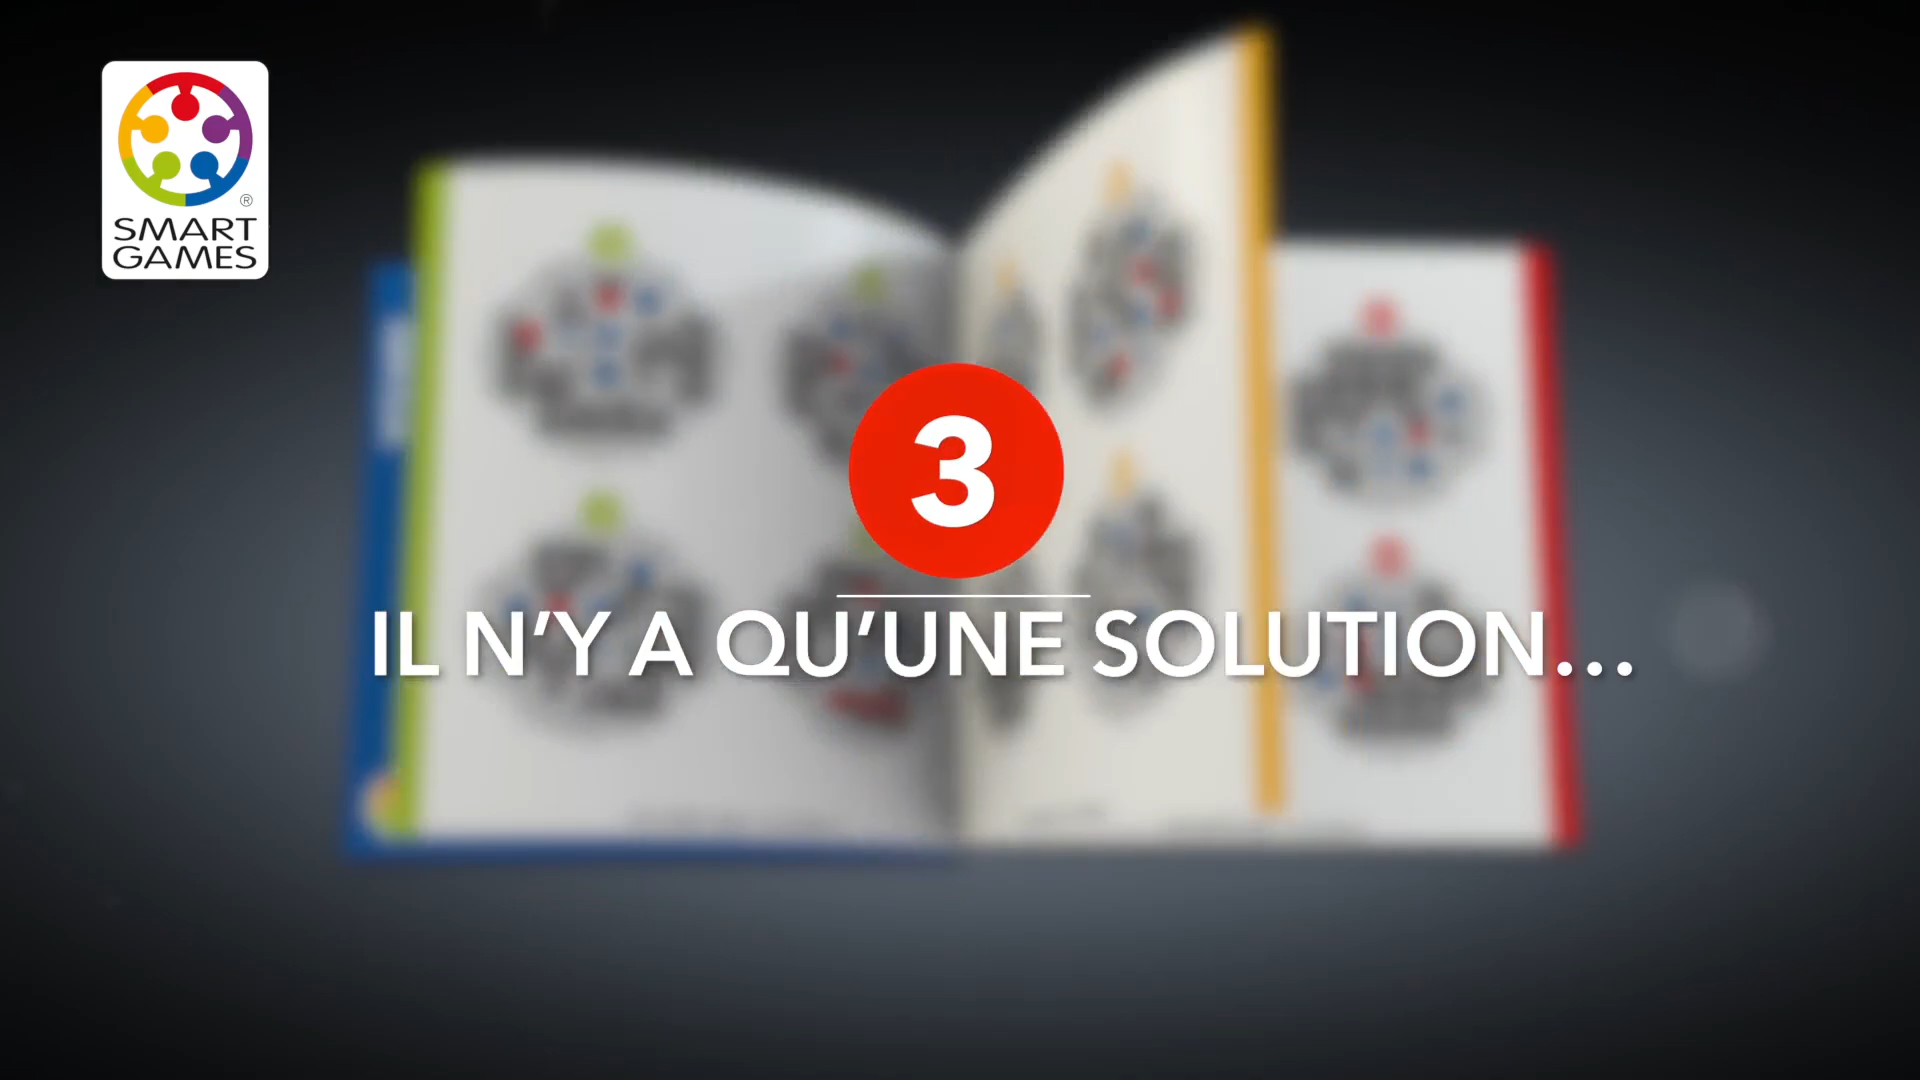 SMART
GAMES
®
3
IL N’Y A QU’UNE SOLUTION…